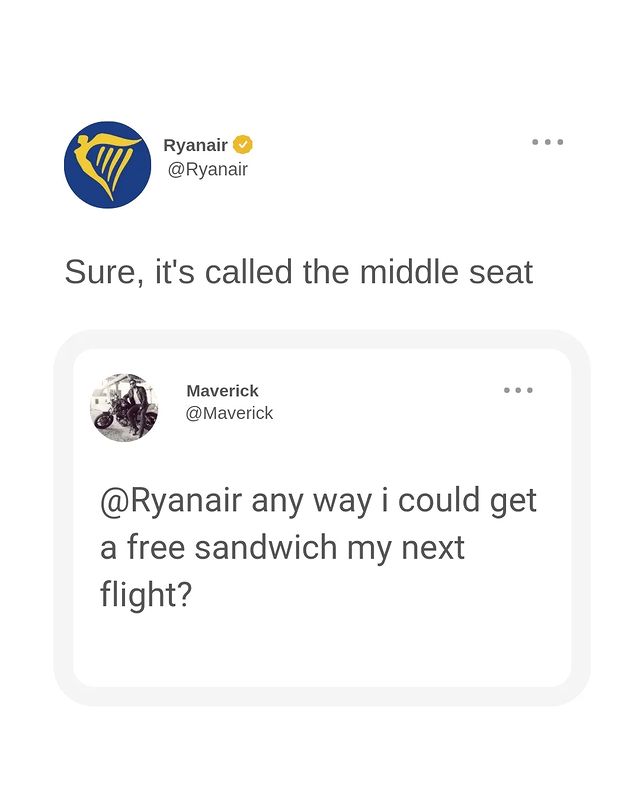 Ryanair
@Ryanair
Sure, it's called the middle seat
Maverick
@Maverick
@Ryanair any way i could get
a free sandwich my next
flight?